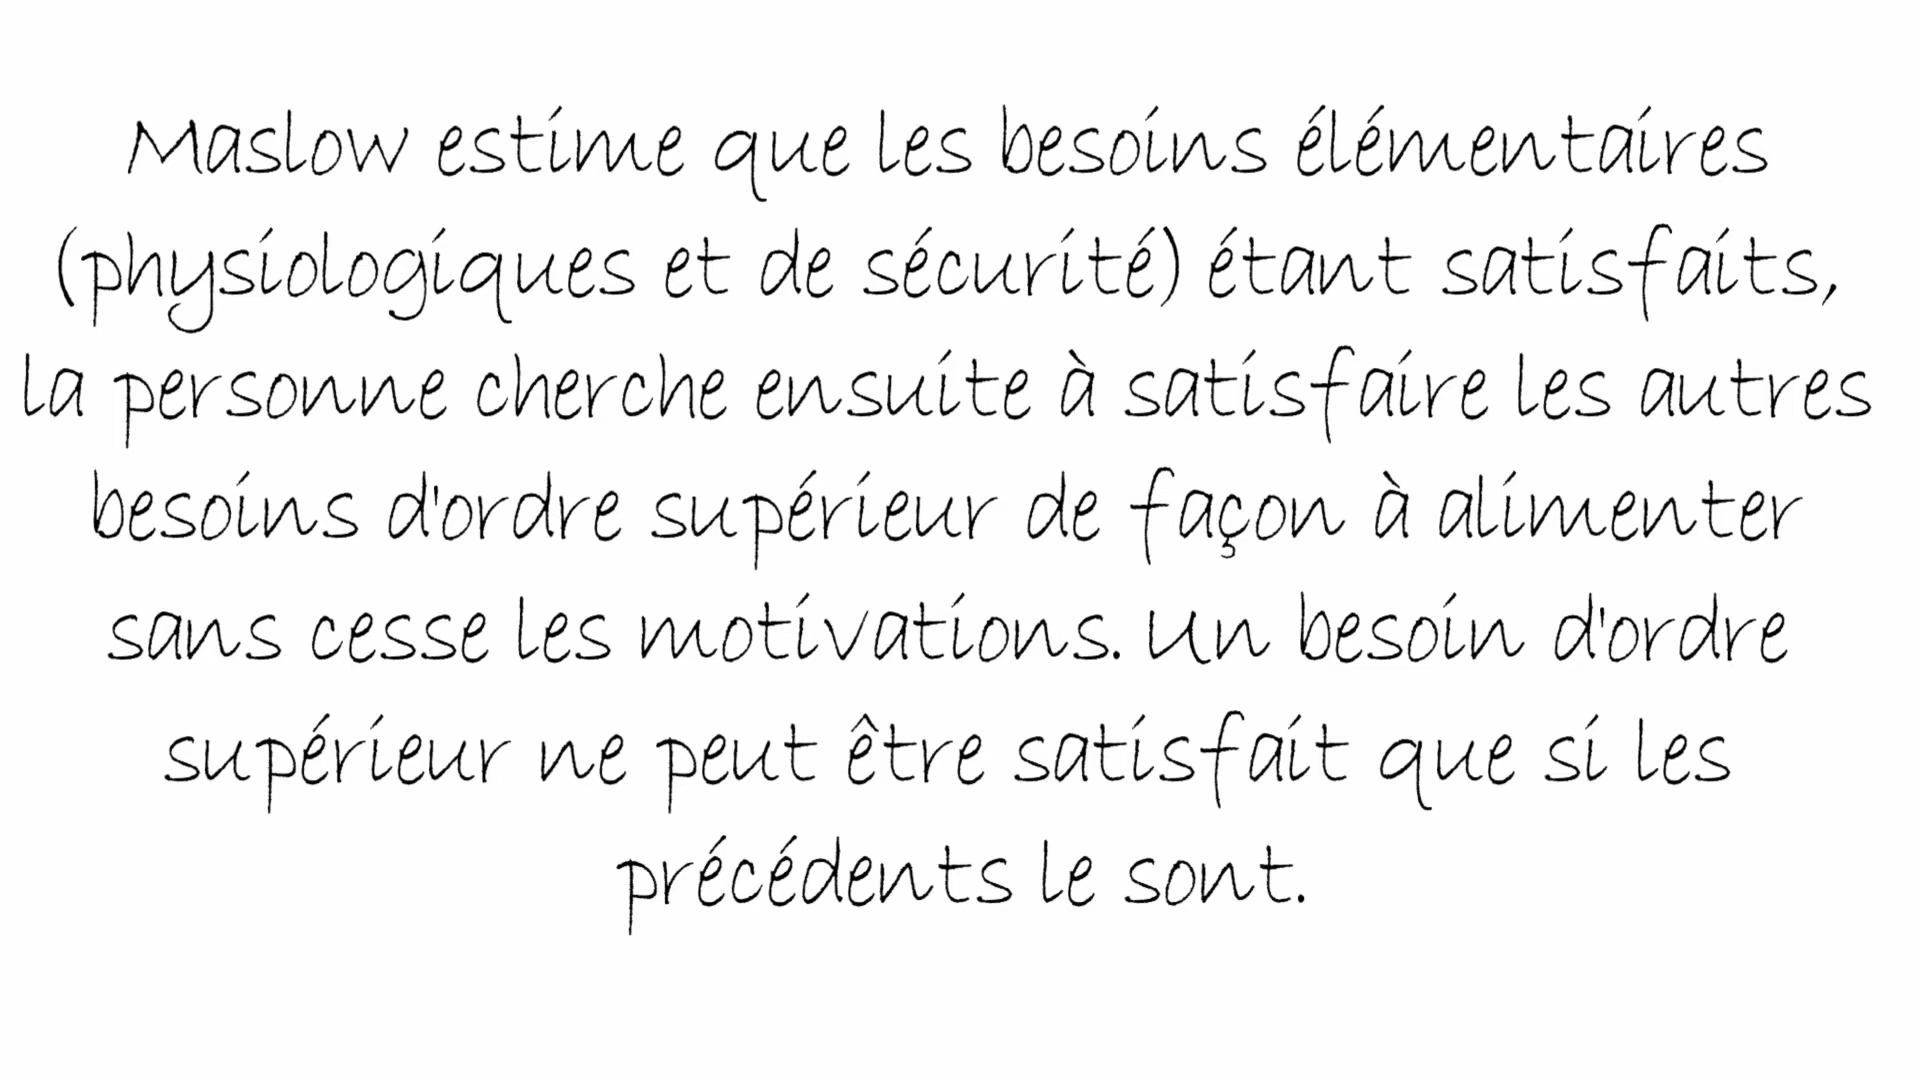 Maslow estime que les besoins élémentaires
(physiologiques et de sécurité) étant satisfaits,
la personne cherche ensuite à satisfaire les autres
besoins d'ordre supérieur de façon à alimenter
sans cesse les motivations. Un besoin d'ordre
supérieur ne peut être satisfait que si les
précédents le sont.